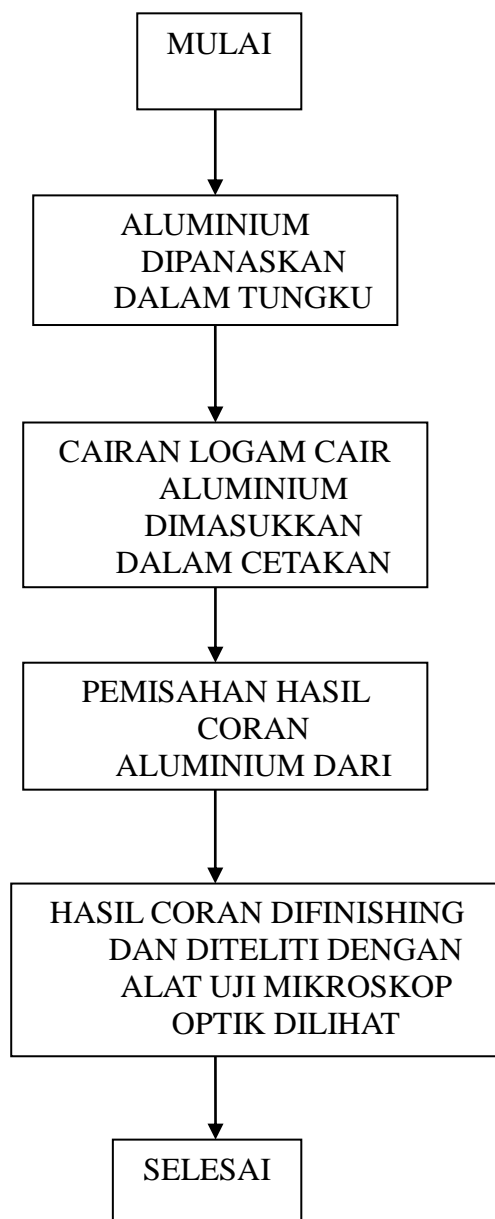 MULAI
ALUMINIUM
DIPANASKAN
DALAM TUNGKU
CAIRAN LOGAM CAIR
ALUMINIUM
DIMASUKKAN
DALAM CETAKAN
PEMISAHAN HASIL
CORAN
ALUMINIUM DARI
HASIL CORAN DIFINISHING
DAN DITELITI DENGAN
ALAT UJI MIKROSKOP
OPTIK DILIHAT
SELESAI